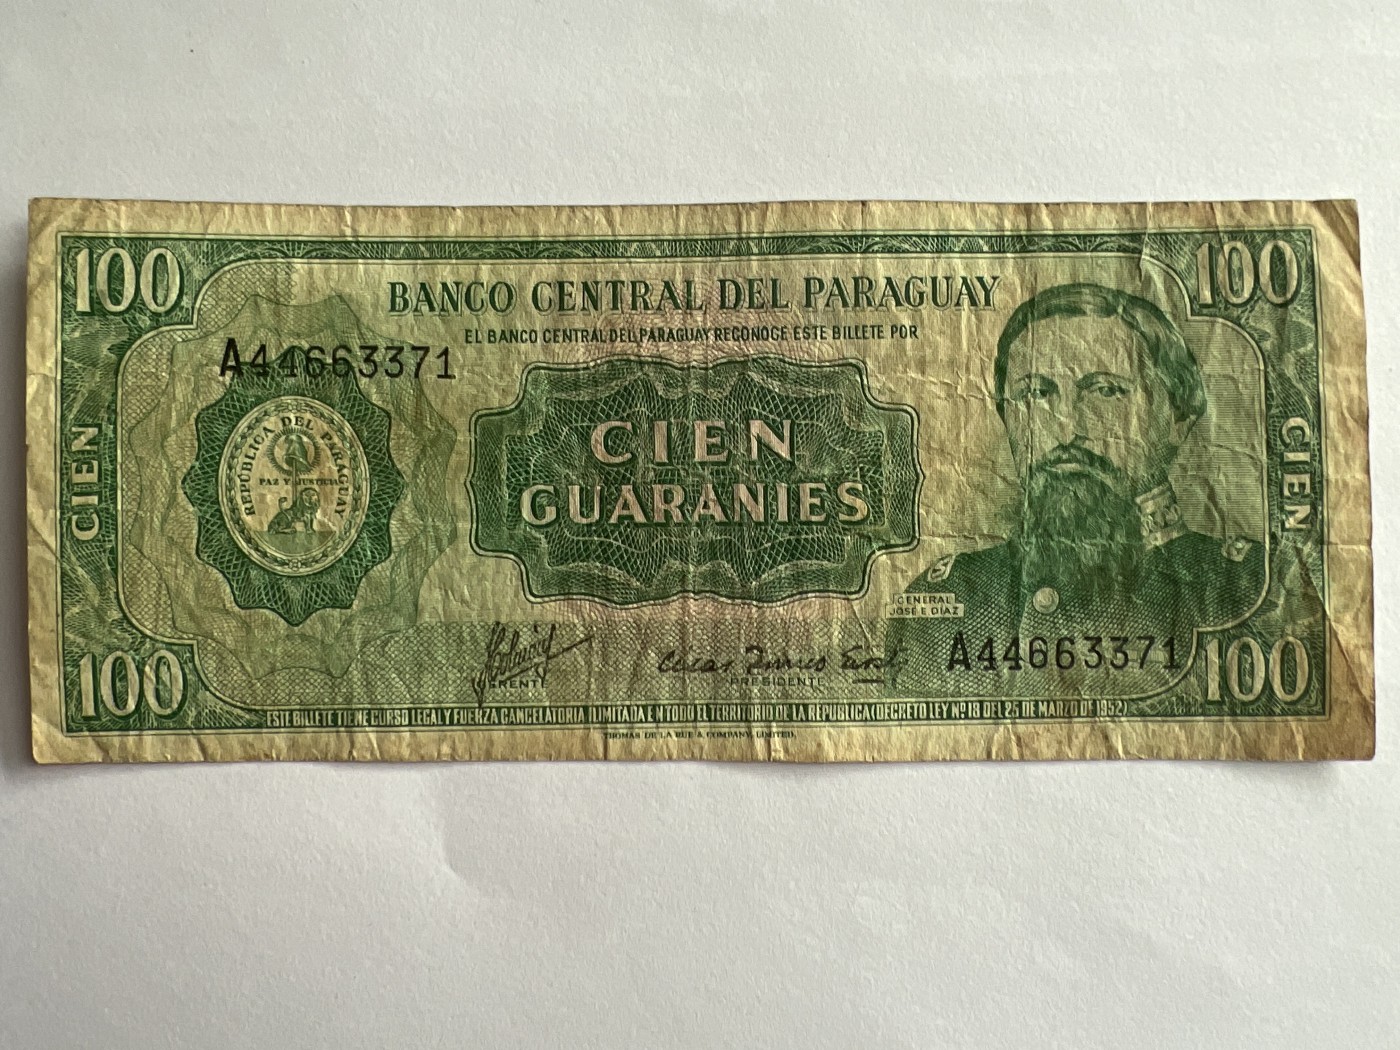 100
100
BANCO CENTRAL DEL PARAGUAY
EL BANCO CENTRAL DEL PARAGUAY RECONOCE ESTE BILLETE POR
A44663371
CIEN
REPÚBLICA DEL PARAGUAY
PAZ Y JUSTICIA
CIEN
GUARANIES
CIEN
GENERAL
JOSE E DÍAZ
A44663371
GERENTE
PRESIDENTE
100
100
ESTE BILLETE TIENE CURSO LEGAL Y FUERZA CANCELATORIA ILIMITADA EN TODO EL TERRITORIO DE LA REPUBLICA (DECRETO LEY Nº 18 DEL 25 DE MARZO DE 1952)
THOMAS DE LA RUE & COMPANY, LIMITED.